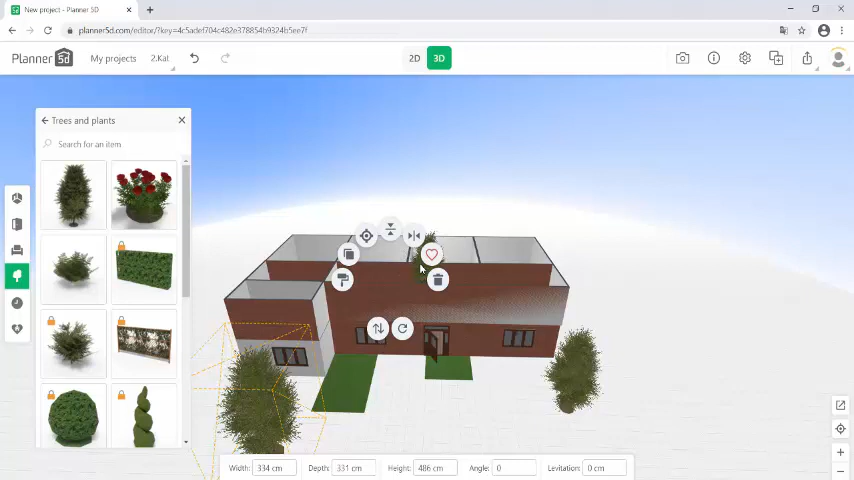 New project - Planner 5D
planner5d.com/editor/?key=4c5adef704c482e378854b9324b5ee7f
Planner 5d My projects 2.Kat 2D 3D
Trees and plants
Search for an item
Width: 334 cm Depth: 331 cm Height: 486 cm Angle: 0 Levitation: 0 cm